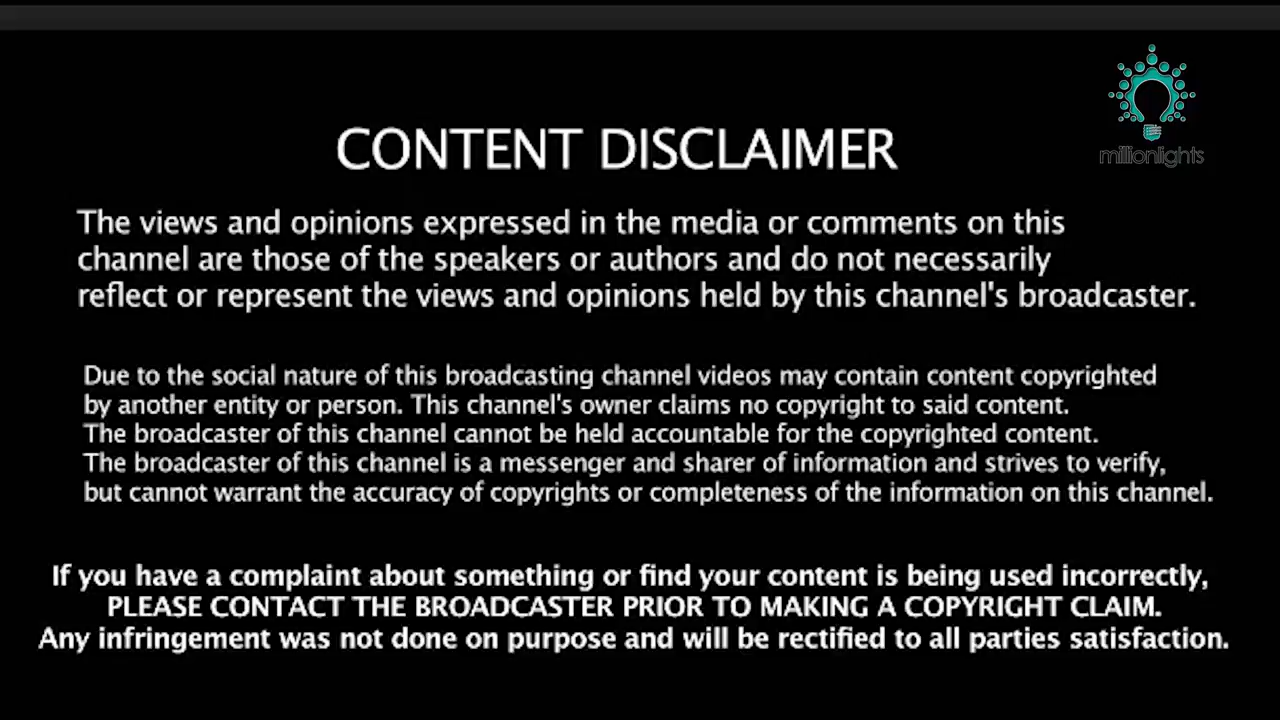 millionlights
CONTENT DISCLAIMER
The views and opinions expressed in the media or comments on this
channel are those of the speakers or authors and do not necessarily
reflect or represent the views and opinions held by this channel's broadcaster.
Due to the social nature of this broadcasting channel videos may contain content copyrighted
by another entity or person. This channel's owner claims no copyright to said content.
The broadcaster of this channel cannot be held accountable for the copyrighted content.
The broadcaster of this channel is a messenger and sharer of information and strives to verify,
but cannot warrant the accuracy of copyrights or completeness of the information on this channel.
If you have a complaint about something or find your content is being used incorrectly,
PLEASE CONTACT THE BROADCASTER PRIOR TO MAKING A COPYRIGHT CLAIM.
Any infringement was not done on purpose and will be rectified to all parties satisfaction.